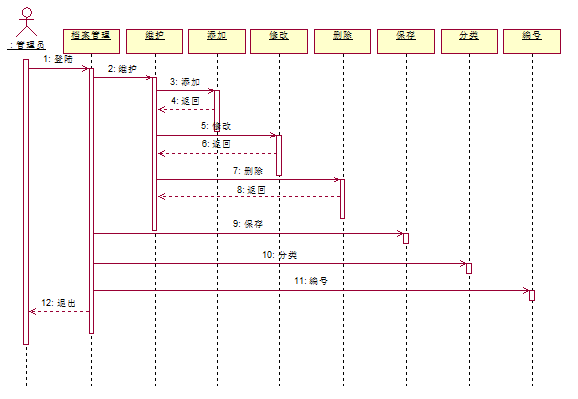 : 管理员
档案管理
维护
添加
修改
删除
保存
分类
编号
1: 登陆
2: 维护
3: 添加
4: 返回
5: 修改
6: 返回
7: 删除
8: 返回
9: 保存
10: 分类
11: 编号
12: 退出